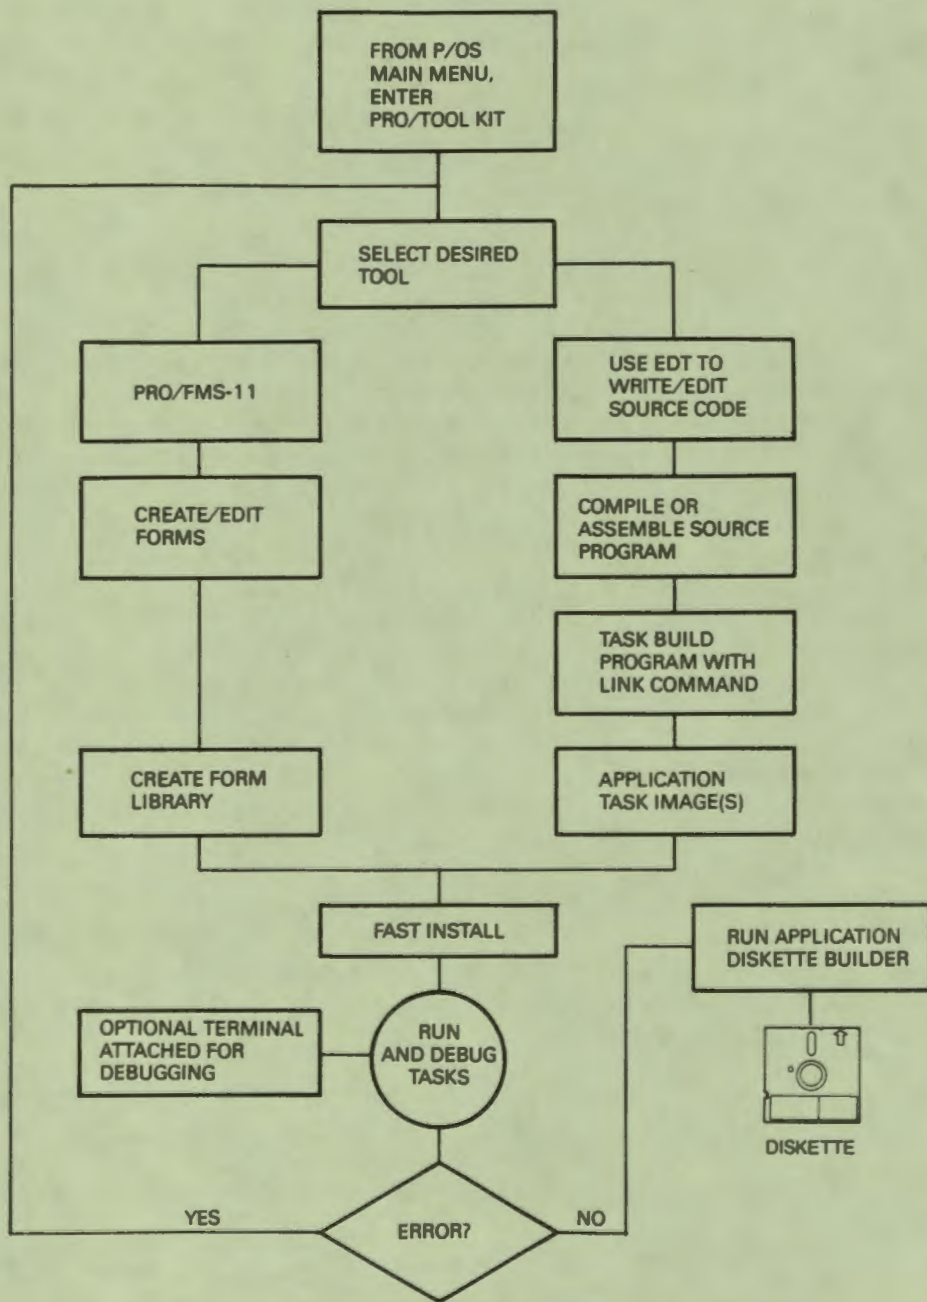 FROM P/OS
MAIN MENU,
ENTER
PRO/TOOL KIT
SELECT DESIRED
TOOL
PRO/FMS-11
USE EDT TO
WRITE/EDIT
SOURCE CODE
CREATE/EDIT
FORMS
COMPILE OR
ASSEMBLE SOURCE
PROGRAM
TASK BUILD
PROGRAM WITH
LINK COMMAND
CREATE FORM
LIBRARY
APPLICATION
TASK IMAGE(S)
FAST INSTALL
RUN APPLICATION
DISKETTE BUILDER
OPTIONAL TERMINAL
ATTACHED FOR
DEBUGGING
RUN
AND DEBUG
TASKS
DISKETTE
YES
ERROR?
NO